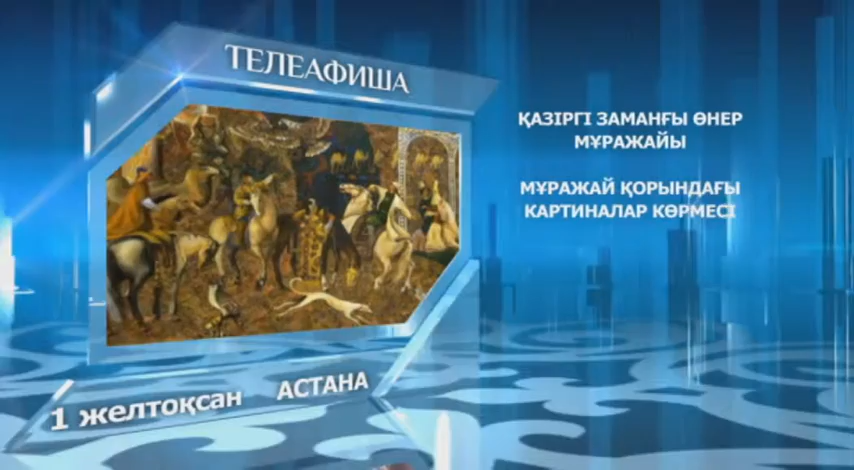 ТЕЛЕАФИША
ҚАЗІРГІ ЗАМАНҒЫ ӨНЕР
МҰРАЖАЙЫ
МҰРАЖАЙ ҚОРЫНДАҒЫ
КАРТИНАЛАР КӨРМЕСІ
1 желтоқсан АСТАНА